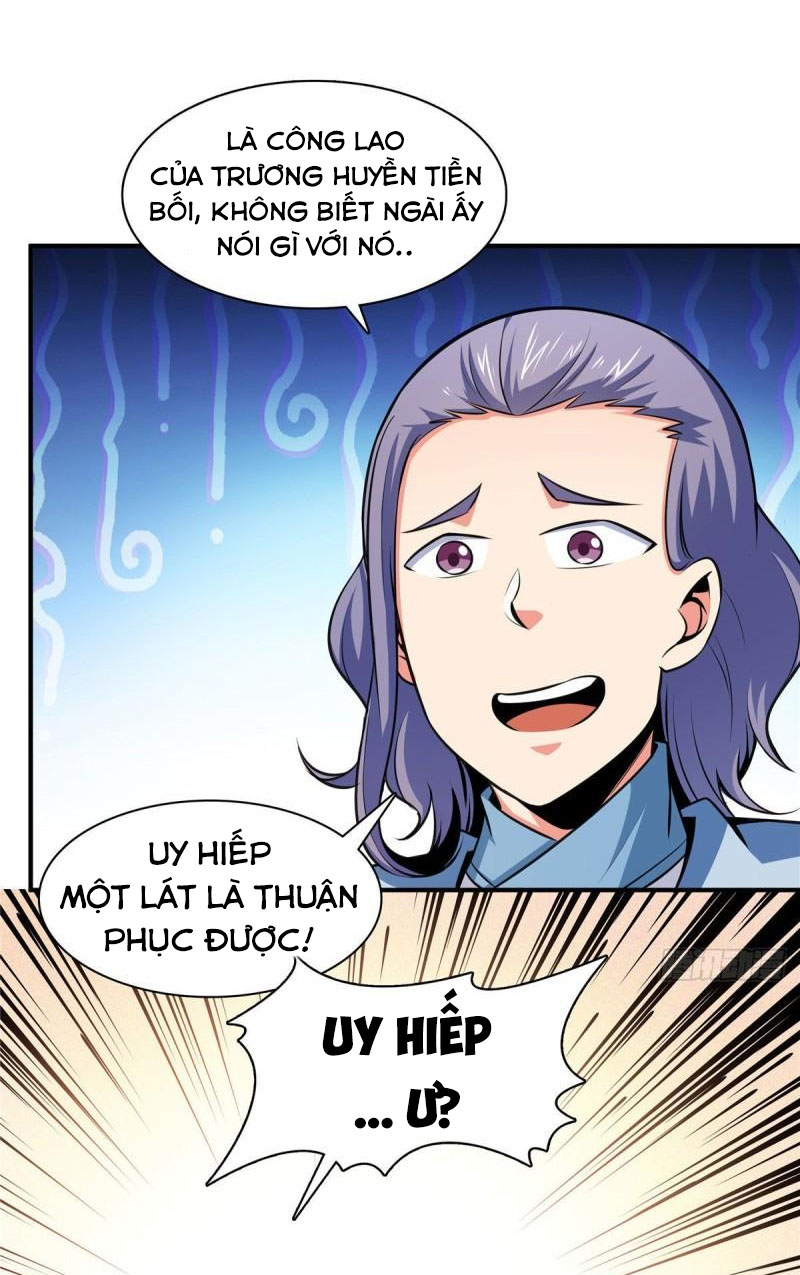 LÀ CÔNG LAO
CỦA TRƯƠNG HUYỀN TIỀN
BỐI, KHÔNG BIẾT NGÀI ẤY
NÓI GÌ VỚI NÓ..
UY HIẾP
MỘT LÁT LÀ THUẬN
PHỤC ĐƯỢC!
UY HIẾP
... Ư?